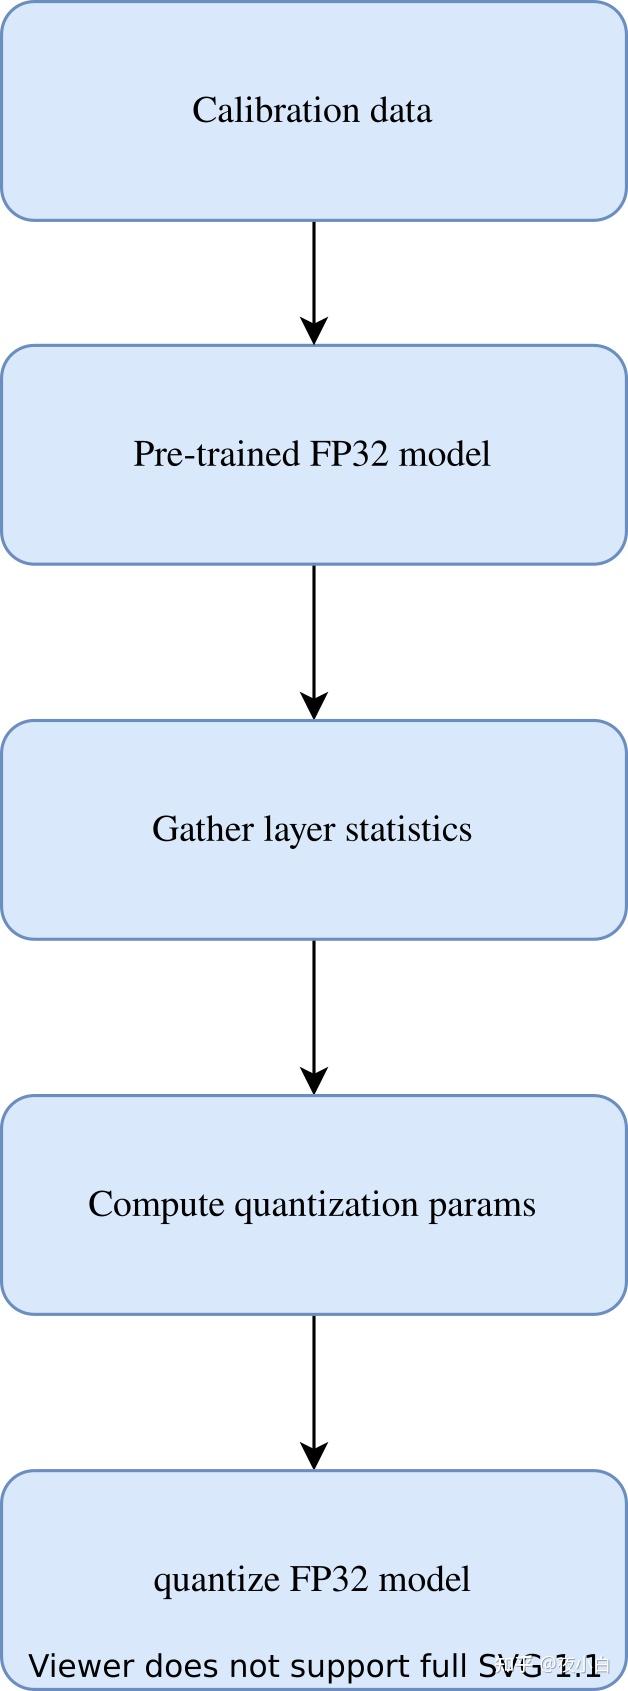 Calibration data
Pre-trained FP32 model
Gather layer statistics
Compute quantization params
quantize FP32 model
Viewer does not support full SVG 1.1
知乎 @夜小白